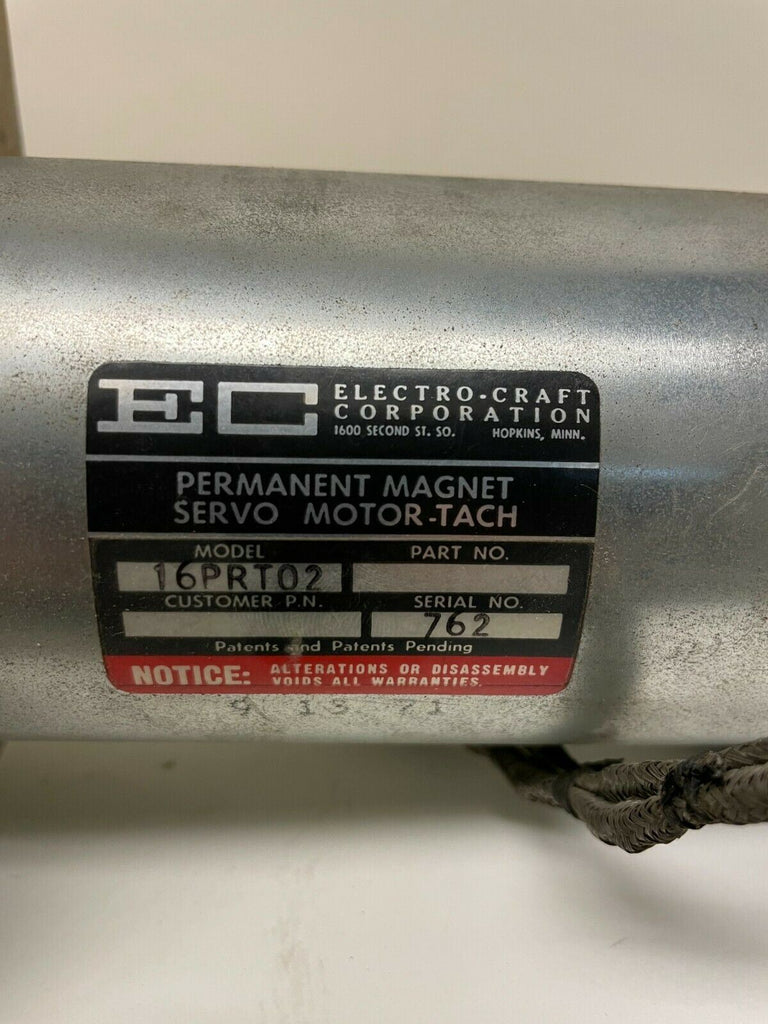 EC
ELECTRO-CRAFT
CORPORATION
1600 SECOND ST. SO. HOPKINS, MINN.
PERMANENT MAGNET
SERVO MOTOR-TACH
MODEL PART NO.
16PRT02
CUSTOMER P.N. SERIAL NO.
762
Patents and Patents Pending
NOTICE: ALTERATIONS OR DISASSEMBLY
VOIDS ALL WARRANTIES.
9 13 71